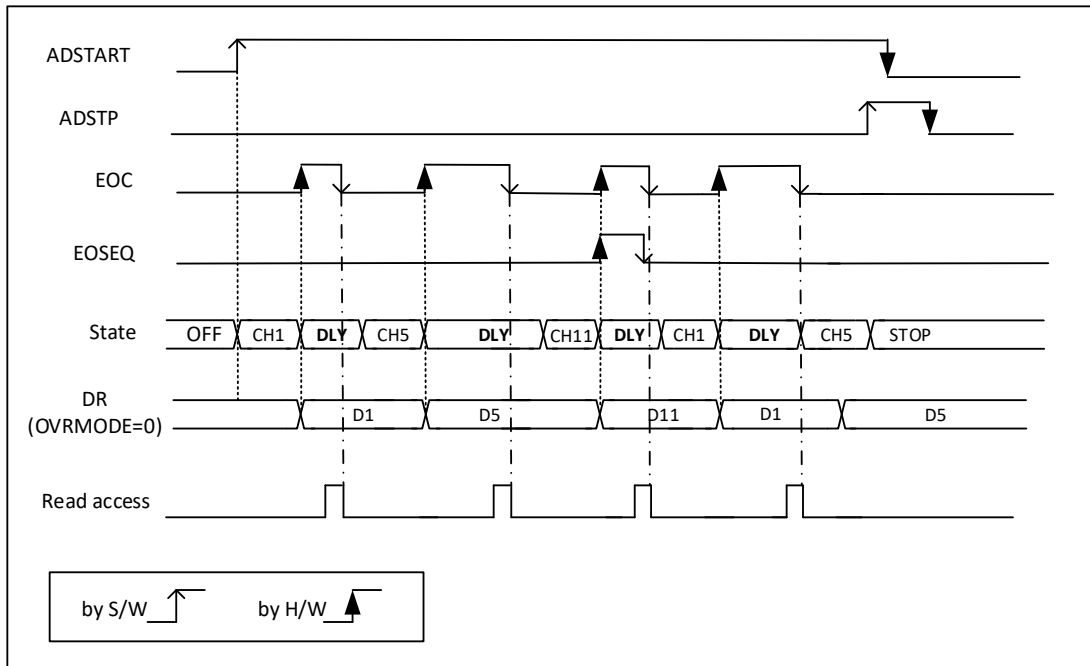 ADSTART
ADSTP
EOC
EOSEQ
State OFF CH1 DLY CH5 DLY CH11 DLY CH1 DLY CH5 STOP
DR
(OVRMODE=0) D1 D5 D11 D1 D5
Read access
by S/W by H/W